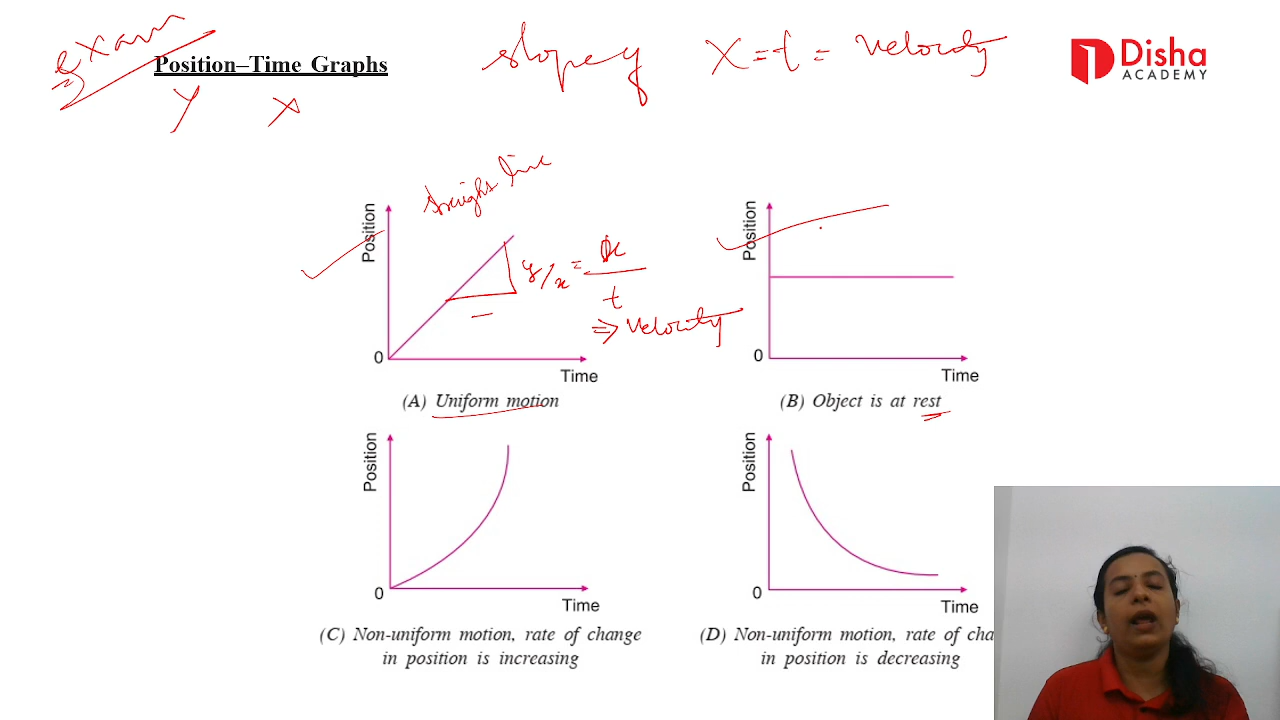 Exam
slope y X = t = velocity
Position–Time Graphs
Disha
ACADEMY
Y X
straight line
Position
y/x = x/t
⇒ velocity
0
Time
(A) Uniform motion
Position
0
Time
(B) Object is at rest
Position
0
Time
(C) Non-uniform motion, rate of change
in position is increasing
Position
0
Time
(D) Non-uniform motion, rate of cha
in position is decreasing